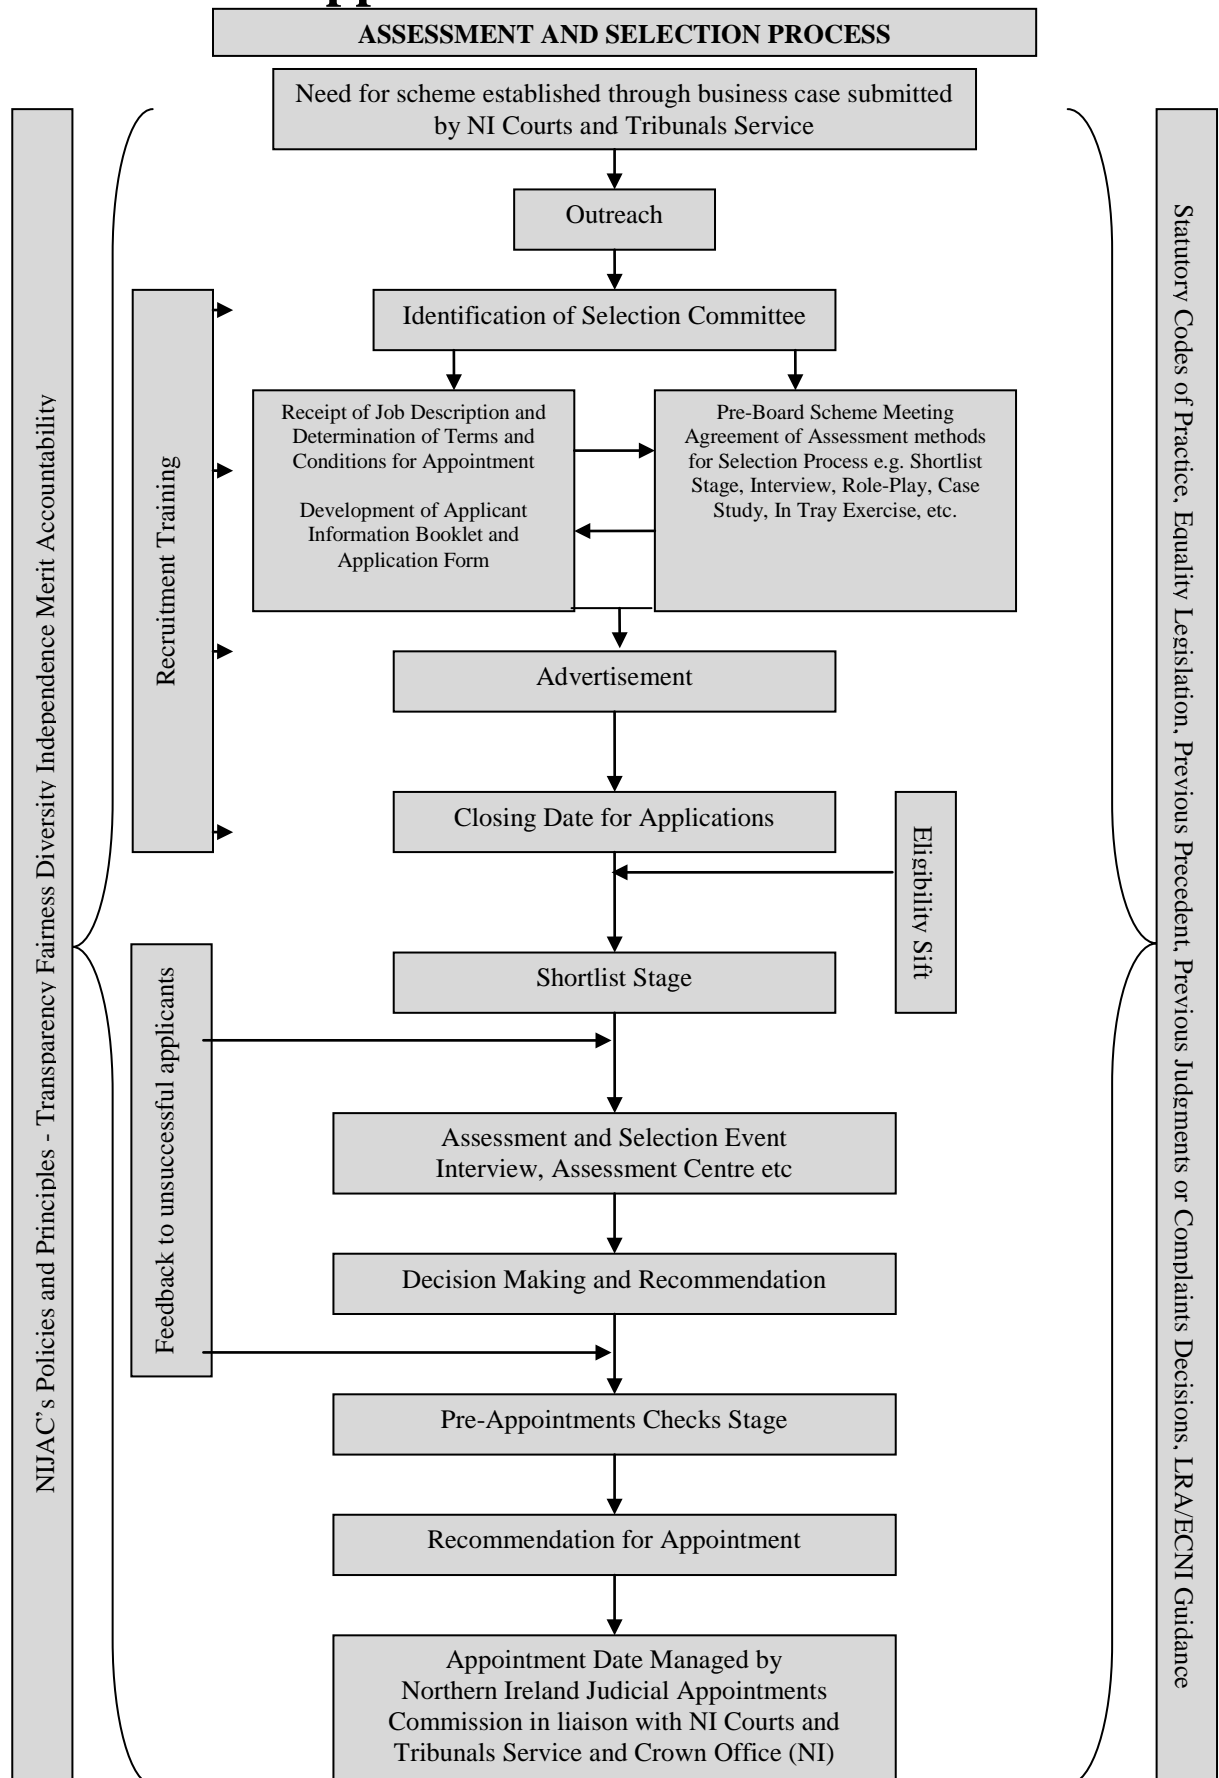 ASSESSMENT AND SELECTION PROCESS
Need for scheme established through business case submitted
by NI Courts and Tribunals Service
Outreach
Identification of Selection Committee
Receipt of Job Description and
Determination of Terms and
Conditions for Appointment
Development of Applicant
Information Booklet and
Application Form
Pre-Board Scheme Meeting
Agreement of Assessment methods
for Selection Process e.g. Shortlist
Stage, Interview, Role-Play, Case
Study, In Tray Exercise, etc.
Recruitment Training
Advertisement
Closing Date for Applications
Eligibility Sift
Shortlist Stage
Feedback to unsuccessful applicants
Assessment and Selection Event
Interview, Assessment Centre etc
Decision Making and Recommendation
Pre-Appointments Checks Stage
Recommendation for Appointment
Appointment Date Managed by
Northern Ireland Judicial Appointments
Commission in liaison with NI Courts and
Tribunals Service and Crown Office (NI)
NIJAC's Policies and Principles - Transparency Fairness Diversity Independence Merit Accountability
Statutory Codes of Practice, Equality Legislation, Previous Precedent, Previous Judgments or Complaints Decisions, LRA/ECNI Guidance